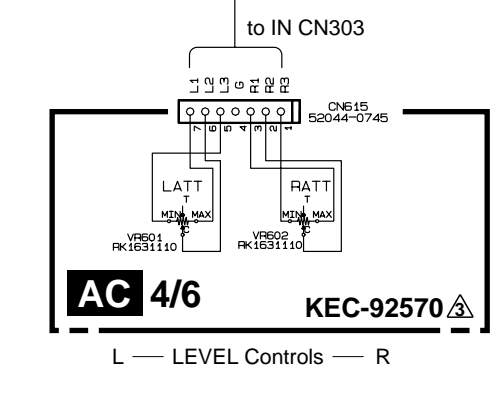 to IN CN303
L1 L2 L3 G R1 R2 R3
CN615
52044-0745
7 6 5 4 3 2 1
LATT RATT
T T
MIN MAX MIN MAX
C C
VR601 VR602
RK1631110 RK1631110
AC 4/6
KEC-92570 3
L — LEVEL Controls — R